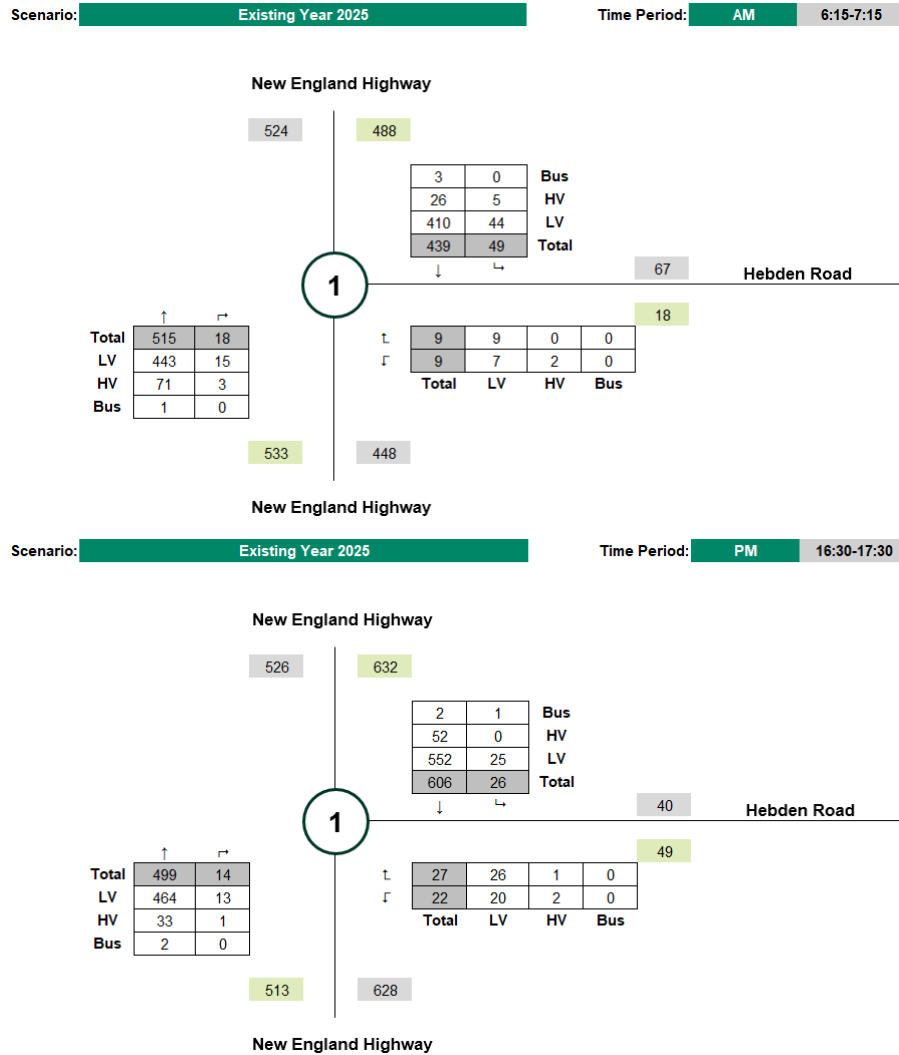 Scenario: Existing Year 2025 Time Period: AM 6:15-7:15
New England Highway
524 488
3 0 Bus
26 5 HV
410 44 LV
439 49 Total
↓ ↳
67
Hebden Road
1
18
↑ ↱
Total 515 18
LV 443 15
HV 71 3
Bus 1 0
9 9 0 0
9 7 2 0
Total LV HV Bus
533 448
New England Highway
Scenario: Existing Year 2025 Time Period: PM 16:30-17:30
New England Highway
526 632
2 1 Bus
52 0 HV
552 25 LV
606 26 Total
↓ ↳
40
Hebden Road
1
49
↑ ↱
Total 499 14
LV 464 13
HV 33 1
Bus 2 0
27 26 1 0
22 20 2 0
Total LV HV Bus
513 628
New England Highway